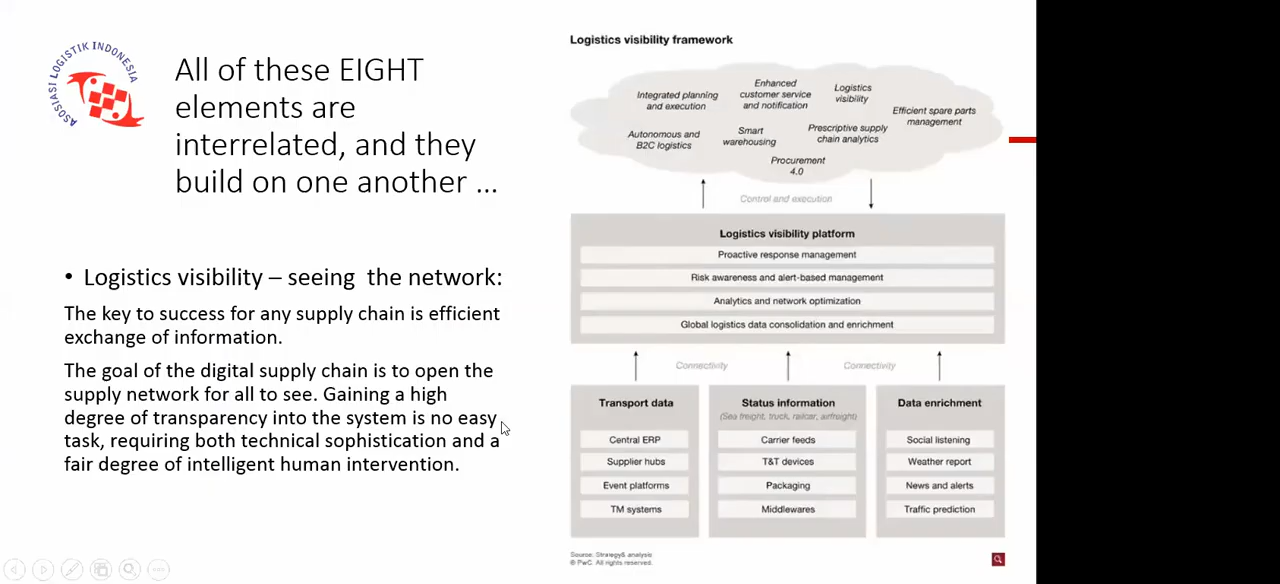 ASOSIASI LOGISTIK INDONESIA
All of these EIGHT
elements are
interrelated, and they
build on one another ...
• Logistics visibility – seeing the network:
The key to success for any supply chain is efficient
exchange of information.
The goal of the digital supply chain is to open the
supply network for all to see. Gaining a high
degree of transparency into the system is no easy
task, requiring both technical sophistication and a
fair degree of intelligent human intervention.
Logistics visibility framework
Integrated planning
and execution
Enhanced
customer service
and notification
Logistics
visibility
Efficient spare parts
management
Autonomous and
B2C logistics
Smart
warehousing
Prescriptive supply
chain analytics
Procurement
4.0
Control and execution
Logistics visibility platform
Proactive response management
Risk awareness and alert-based management
Analytics and network optimization
Global logistics data consolidation and enrichment
Connectivity
Connectivity
Transport data
Central ERP
Supplier hubs
Event platforms
TM systems
Status information
(Sea freight, truck, railcar, airfreight)
Carrier feeds
T&T devices
Packaging
Middlewares
Data enrichment
Social listening
Weather report
News and alerts
Traffic prediction
Source: Strategy& analysis
© PwC. All rights reserved.